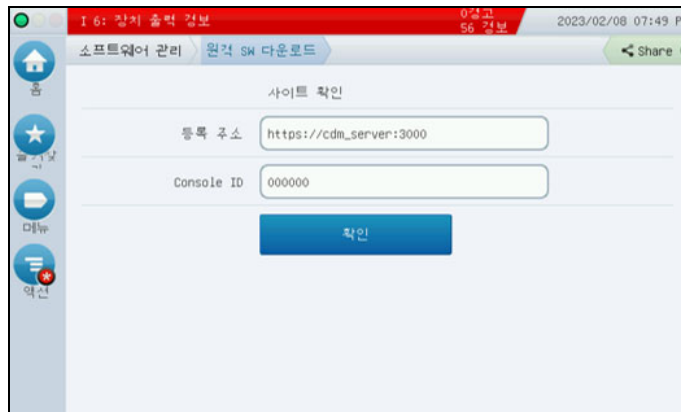 I 6: 장치 출력 경보
0경고
56 경보
2023/02/08 07:49 P
소프트웨어 관리
원격 SW 다운로드
Share
홈
사이트 확인
등록 주소
https://cdm_server:3000
Console ID
000000
확인
메뉴
액션